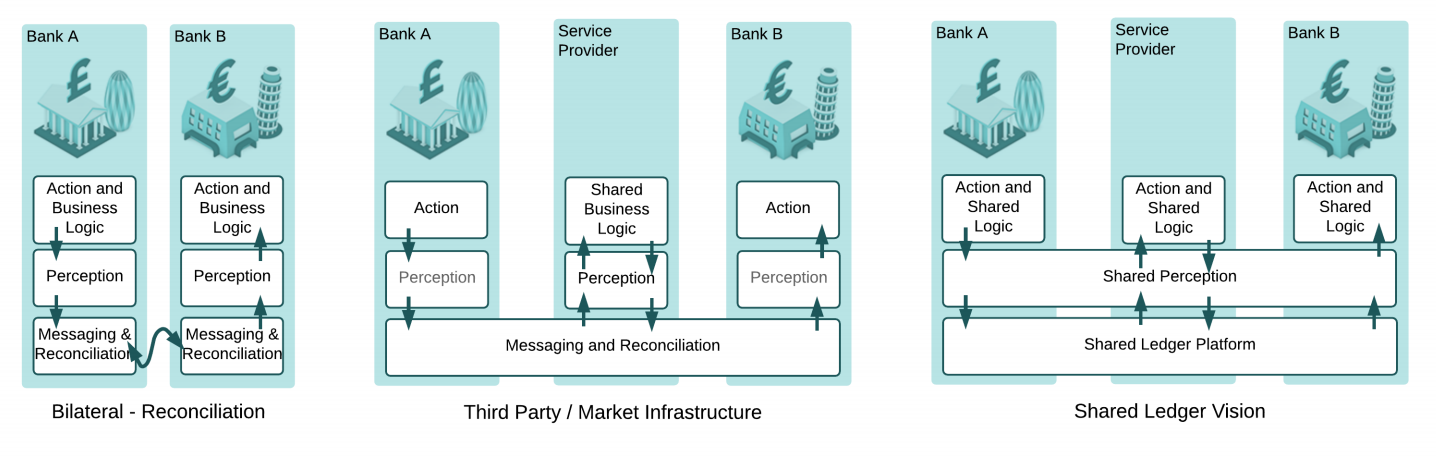 Bank A
£
Action and
Business
Logic
Perception
Messaging &
Reconciliation
Bank B
€
Action and
Business
Logic
Perception
Messaging &
Reconciliation
Bilateral - Reconciliation
Bank A
£
Action
Perception
Service
Provider
Shared
Business
Logic
Perception
Bank B
€
Action
Perception
Messaging and Reconciliation
Third Party / Market Infrastructure
Bank A
£
Action and
Shared
Logic
Service
Provider
Action and
Shared
Logic
Bank B
€
Action and
Shared
Logic
Shared Perception
Shared Ledger Platform
Shared Ledger Vision